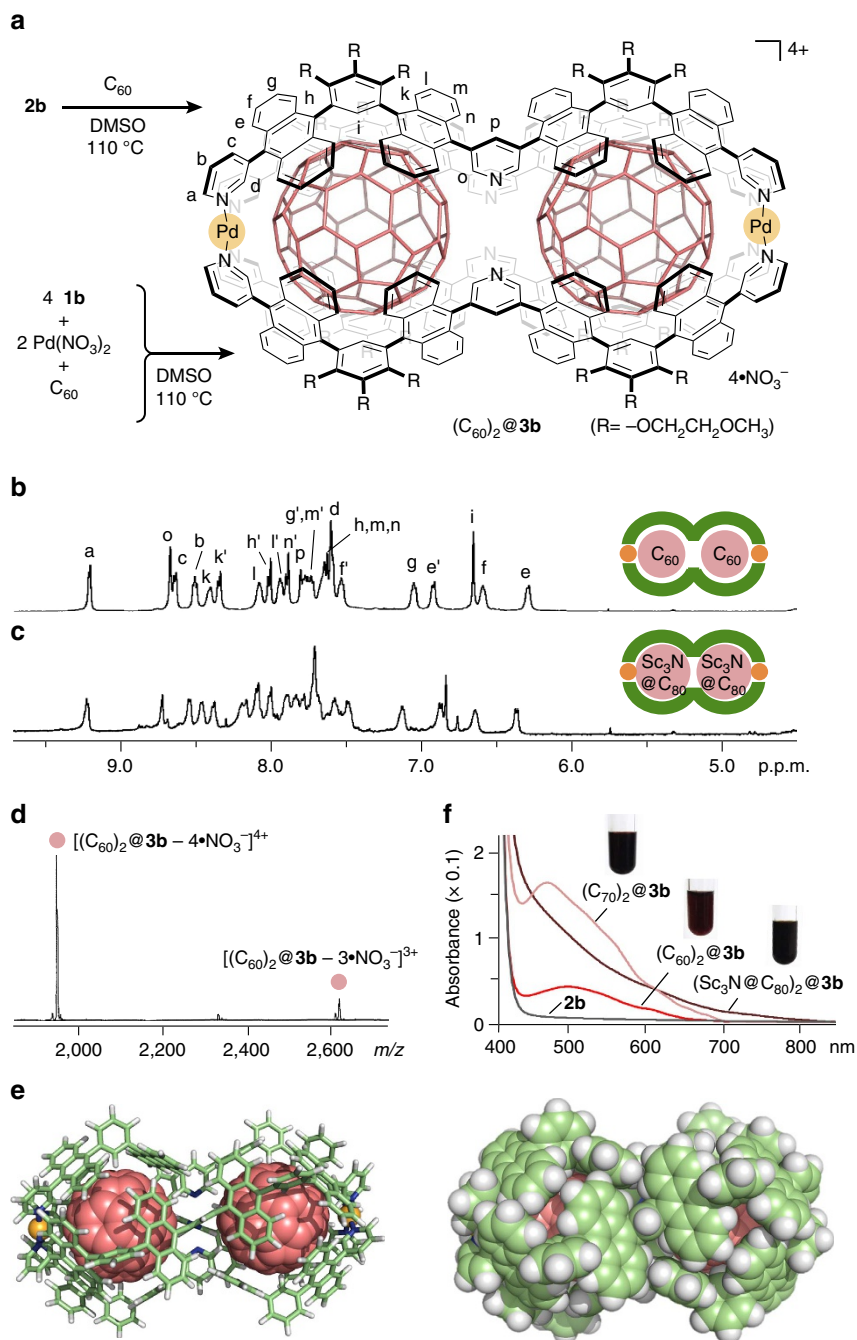 a
R
R
R
R
R
R
4+
2b
C60
DMSO
110 °C
g
f
e
h
i
k
l
m
n
p
o
c
b
a
d
N
N
N
N
Pd
Pd
N
N
N
N
4 1b
+
2 Pd(NO3)2
+
C60
DMSO
110 °C
R
R
R
R
R
R
4•NO3−
(C60)2@3b (R= –OCH2CH2OCH3)
b
a
o
c
b
k
k'
l
h'
l'
n'
p
g',m'
d
h,m,n
f'
g
e'
i
f
e
C60
C60
c
Sc3N
@C80
Sc3N
@C80
9.0
8.0
7.0
6.0
5.0
p.p.m.
d
[(C60)2@3b – 4•NO3−]4+
[(C60)2@3b – 3•NO3−]3+
2,000
2,200
2,400
2,600
m/z
f
Absorbance (× 0.1)
2
1
0
(C70)2@3b
(C60)2@3b
(Sc3N@C80)2@3b
2b
400
500
600
700
800
nm
e